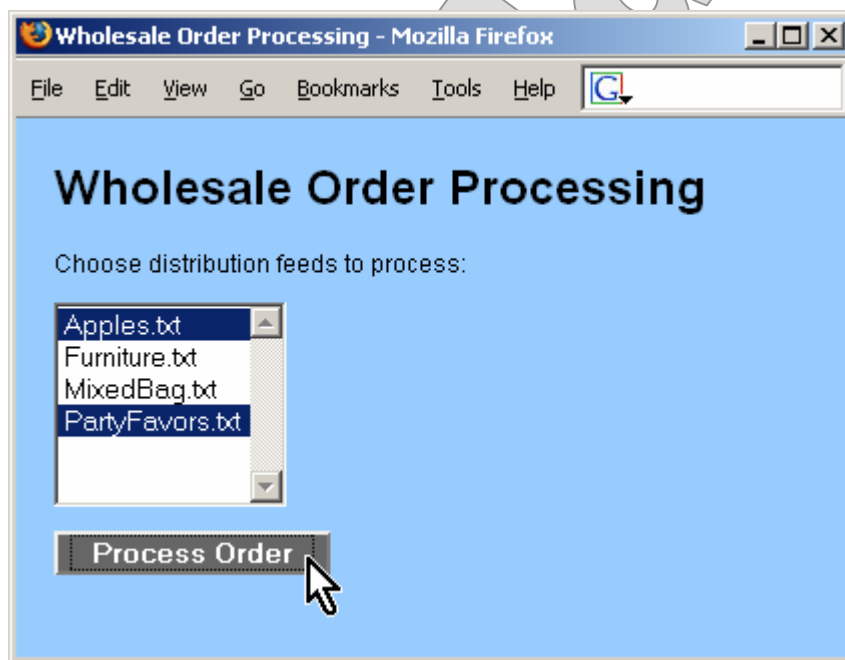 Wholesale Order Processing - Mozilla Firefox
File Edit View Go Bookmarks Tools Help G
Wholesale Order Processing
Choose distribution feeds to process:
Apples.txt
Furniture.txt
MixedBag.txt
PartyFavors.txt
Process Order